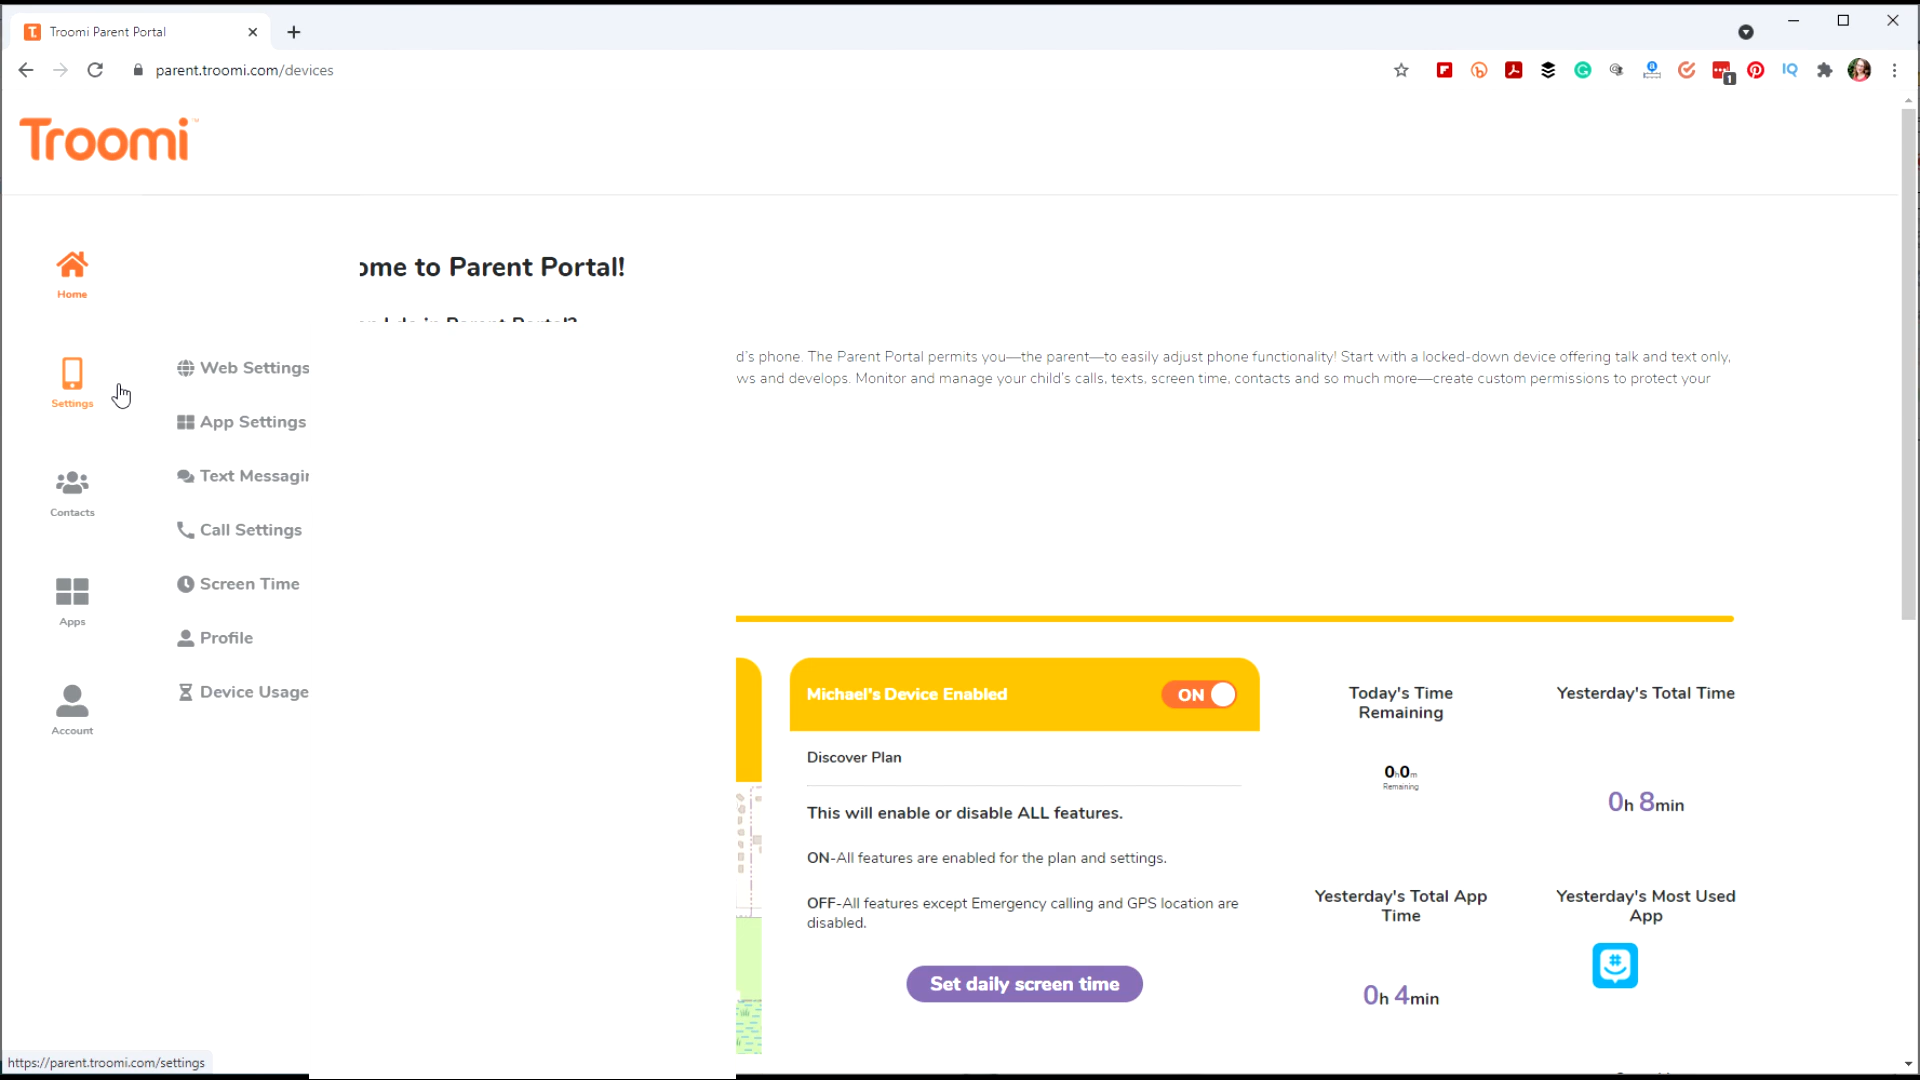 Troomi Parent Portal
parent.troomi.com/devices
1
IQ
Troomi
Home
ome to Parent Portal!
in Parent Portal?
d's phone. The Parent Portal permits you—the parent—to easily adjust phone functionality! Start with a locked-down device offering talk and text only,
ws and develops. Monitor and manage your child's calls, texts, screen time, contacts and so much more—create custom permissions to protect your
Settings
Web Settings
App Settings
Text Messagin
Call Settings
Screen Time
Profile
Device Usage
Contacts
Apps
Account
Michael's Device Enabled
ON
Discover Plan
This will enable or disable ALL features.
ON-All features are enabled for the plan and settings.
OFF-All features except Emergency calling and GPS location are
disabled.
Set daily screen time
Today's Time
Remaining
0h0m
Remaining
Yesterday's Total Time
0h 8min
Yesterday's Total App
Time
0h 4min
Yesterday's Most Used
App
#
https://parent.troomi.com/settings